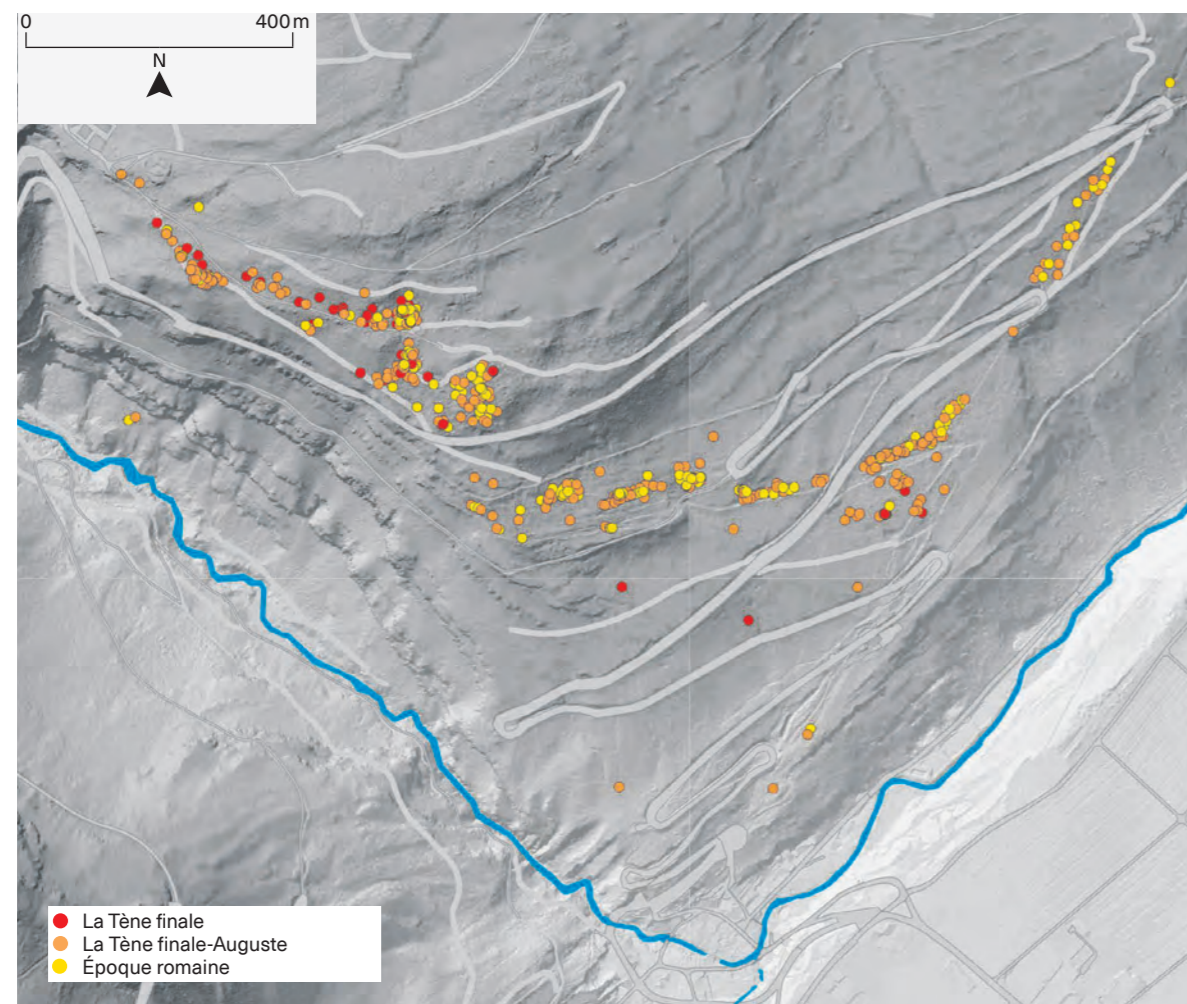 0 400 m
N
La Tène finale
La Tène finale-Auguste
Époque romaine